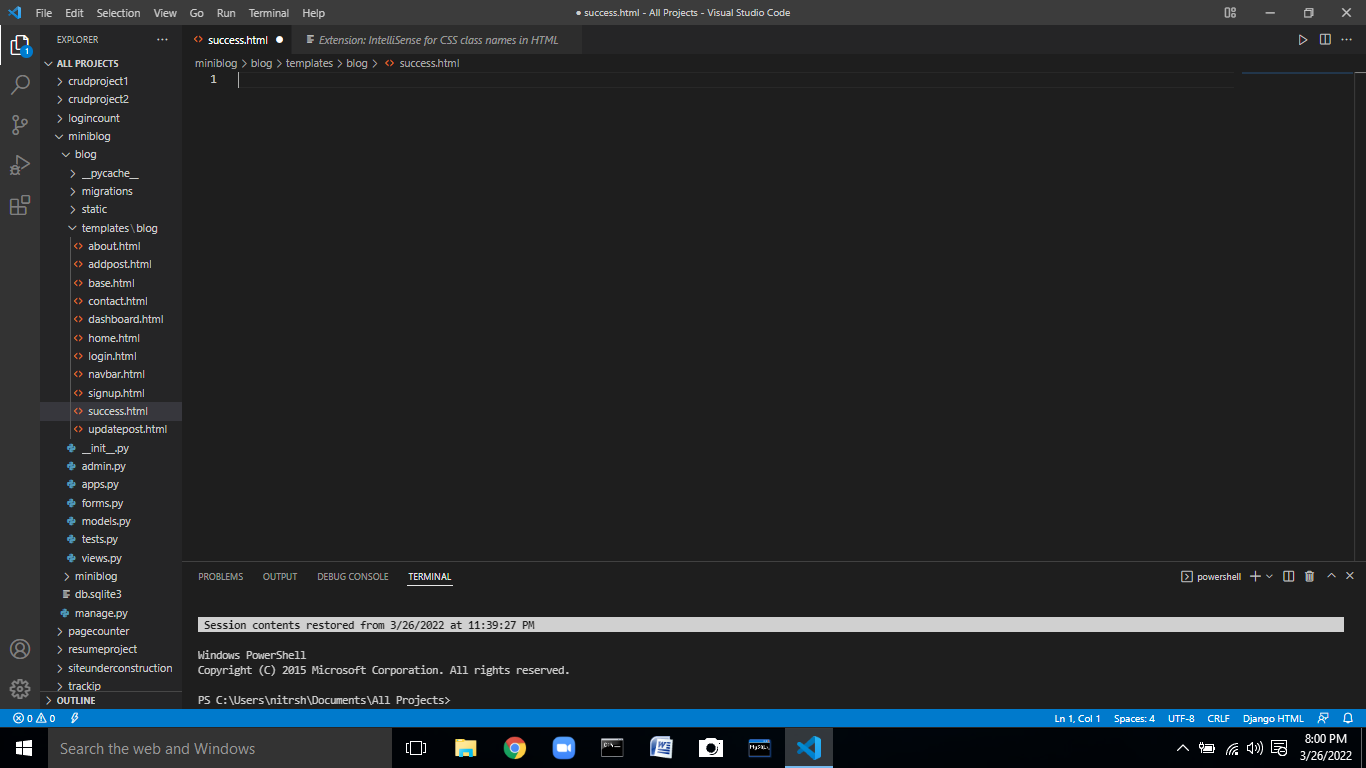 File Edit Selection View Go Run Terminal Help
● success.html - All Projects - Visual Studio Code
1
EXPLORER
ALL PROJECTS
crudproject1
crudproject2
logincount
miniblog
blog
__pycache__
migrations
static
templates\blog
about.html
addpost.html
base.html
contact.html
dashboard.html
home.html
login.html
navbar.html
signup.html
success.html
updatepost.html
__init__.py
admin.py
apps.py
forms.py
models.py
tests.py
views.py
miniblog
db.sqlite3
manage.py
pagecounter
resumeproject
siteunderconstruction
trackip
OUTLINE
success.html ● Extension: IntelliSense for CSS class names in HTML
miniblog > blog > templates > blog > success.html
1
PROBLEMS OUTPUT DEBUG CONSOLE TERMINAL
powershell
Session contents restored from 3/26/2022 at 11:39:27 PM
Windows PowerShell
Copyright (C) 2015 Microsoft Corporation. All rights reserved.
PS C:\Users\nitrsh\Documents\All Projects>
0 0
Ln 1, Col 1 Spaces: 4 UTF-8 CRLF Django HTML
Search the web and Windows
MySQL
8:00 PM
3/26/2022